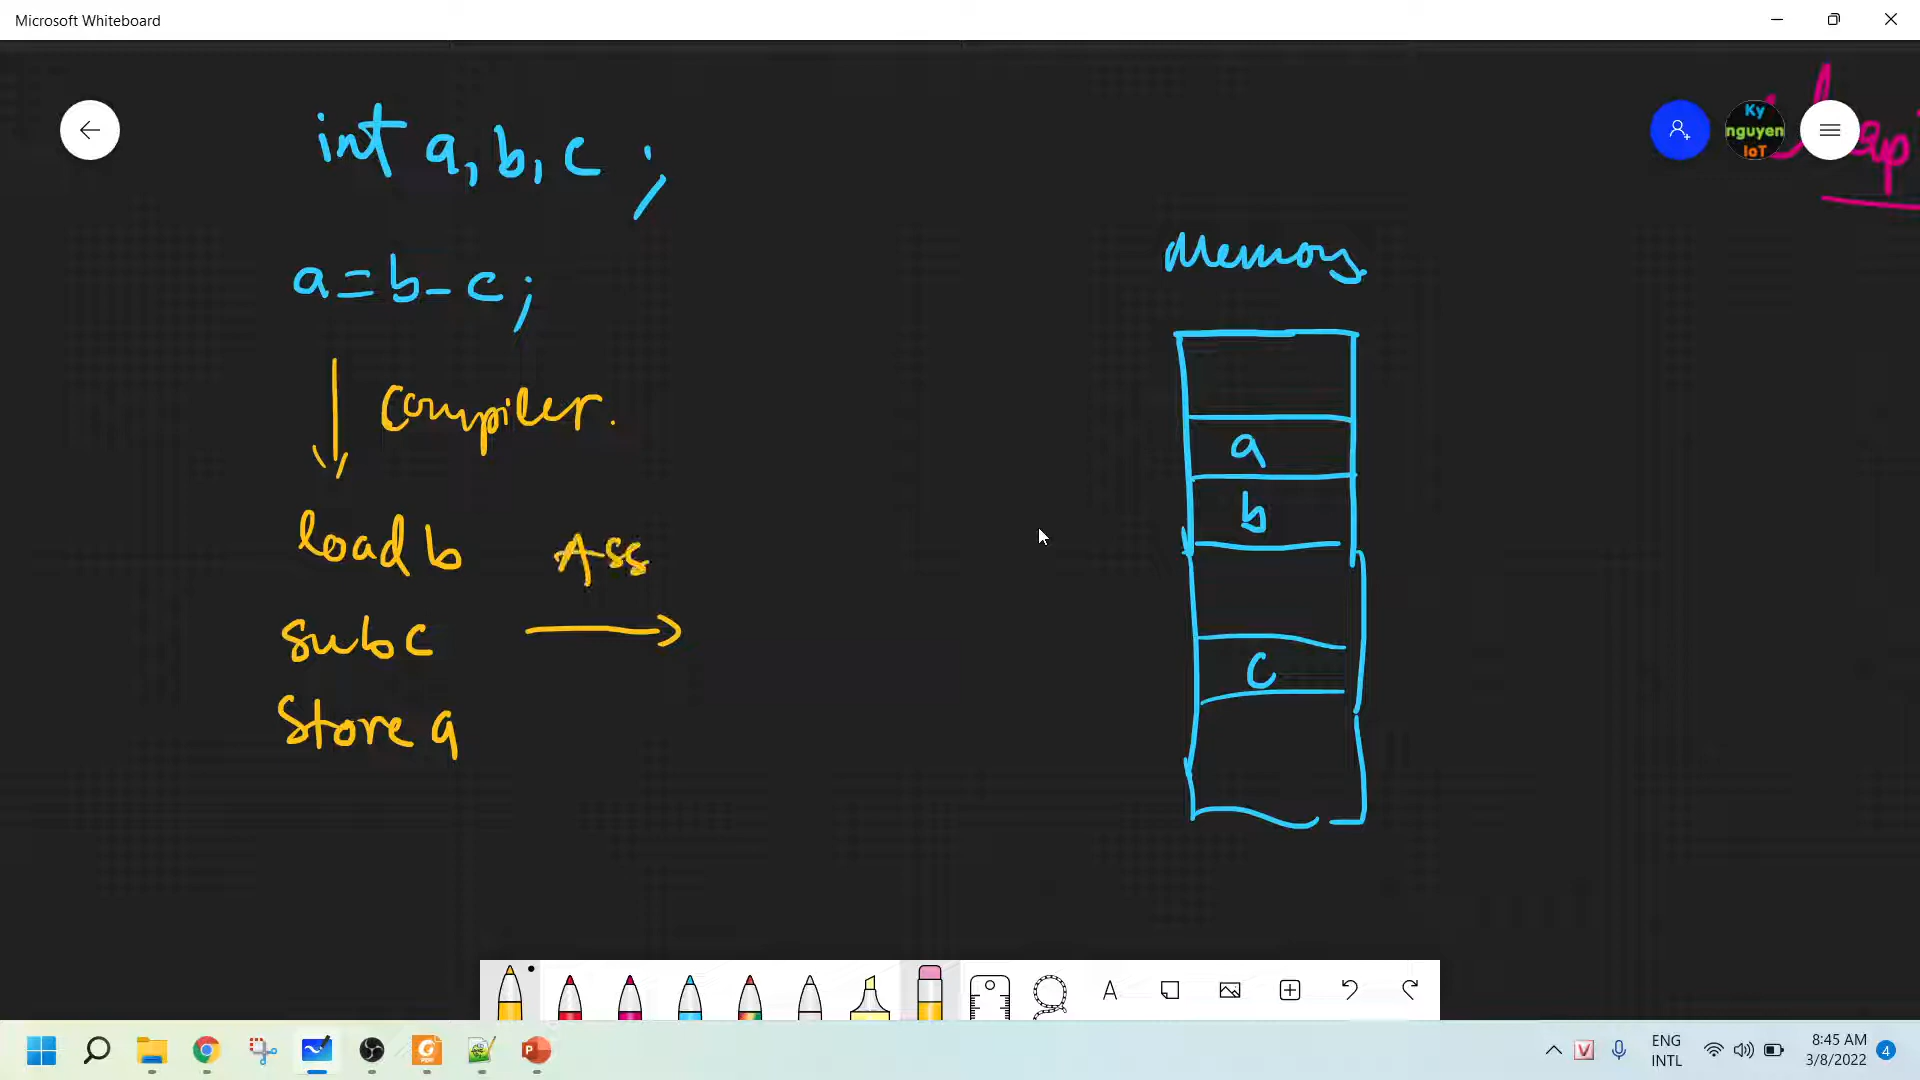 Microsoft Whiteboard
int a, b, c ;
a = b - c ;
Compiler.
load b
Ass
sub c
Store a
Memory
a
b
c
Ky
nguyen
IoT
ENG
INTL
8:45 AM
3/8/2022
4